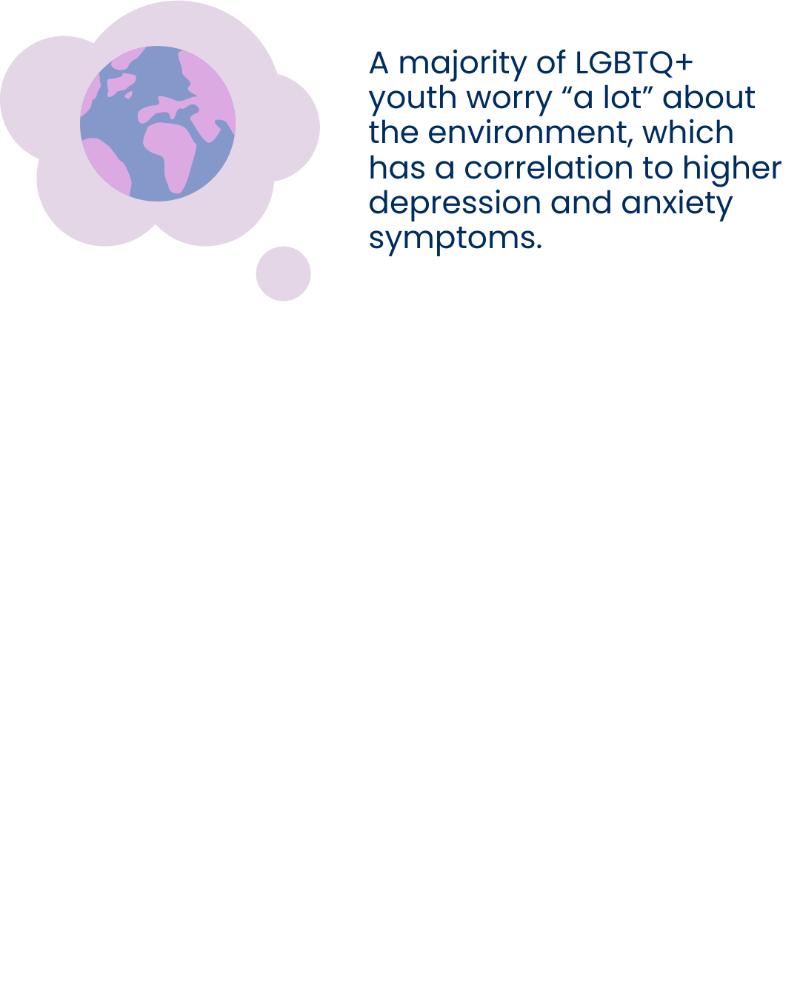 A majority of LGBTQ+
youth worry “a lot” about
the environment, which
has a correlation to higher
depression and anxiety
symptoms.